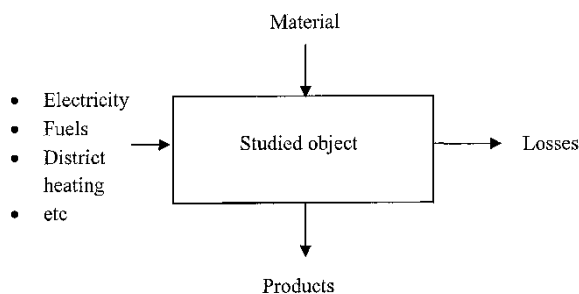 Material
• Electricity
• Fuels
• District
heating
• etc
Studied object
Losses
Products